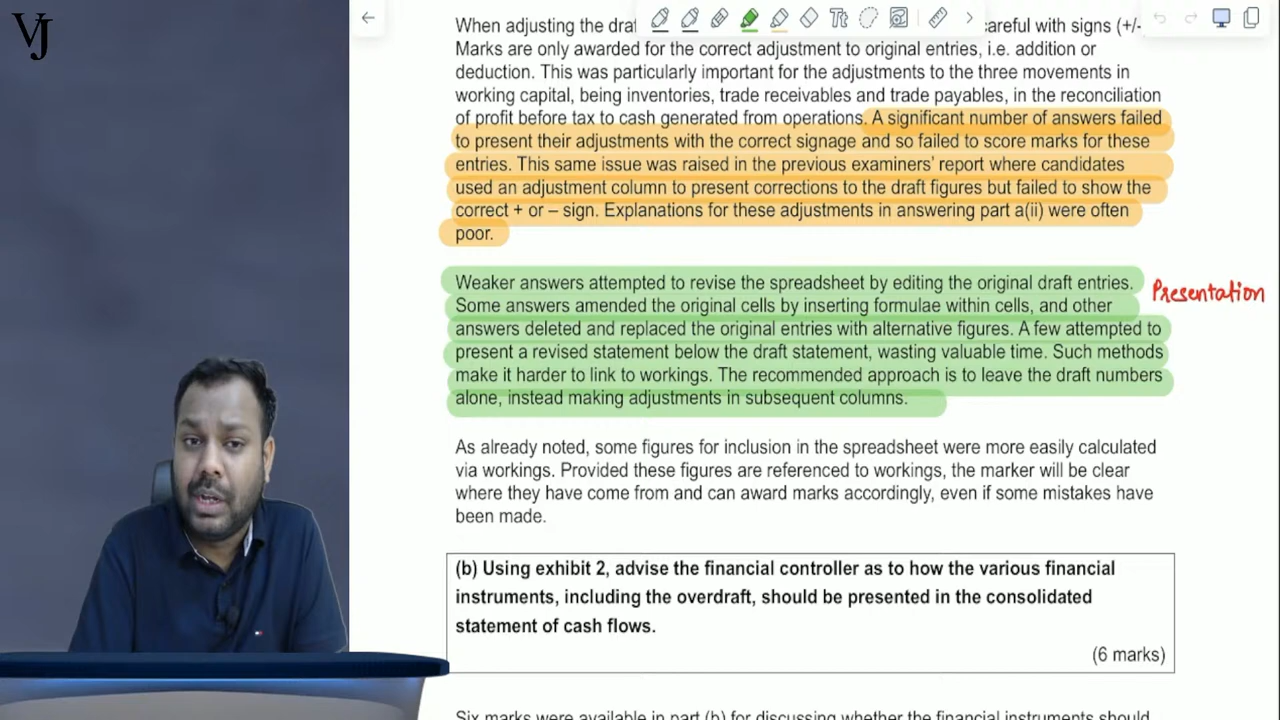 VJ
When adjusting the draf careful with signs (+/-
Marks are only awarded for the correct adjustment to original entries, i.e. addition or
deduction. This was particularly important for the adjustments to the three movements in
working capital, being inventories, trade receivables and trade payables, in the reconciliation
of profit before tax to cash generated from operations. A significant number of answers failed
to present their adjustments with the correct signage and so failed to score marks for these
entries. This same issue was raised in the previous examiners' report where candidates
used an adjustment column to present corrections to the draft figures but failed to show the
correct + or – sign. Explanations for these adjustments in answering part a(ii) were often
poor.
Weaker answers attempted to revise the spreadsheet by editing the original draft entries.
Some answers amended the original cells by inserting formulae within cells, and other
answers deleted and replaced the original entries with alternative figures. A few attempted to
present a revised statement below the draft statement, wasting valuable time. Such methods
make it harder to link to workings. The recommended approach is to leave the draft numbers
alone, instead making adjustments in subsequent columns.
Presentation
As already noted, some figures for inclusion in the spreadsheet were more easily calculated
via workings. Provided these figures are referenced to workings, the marker will be clear
where they have come from and can award marks accordingly, even if some mistakes have
been made.
(b) Using exhibit 2, advise the financial controller as to how the various financial
instruments, including the overdraft, should be presented in the consolidated
statement of cash flows.
(6 marks)
Six marks were available in part (b) for discussing whether the financial instruments should